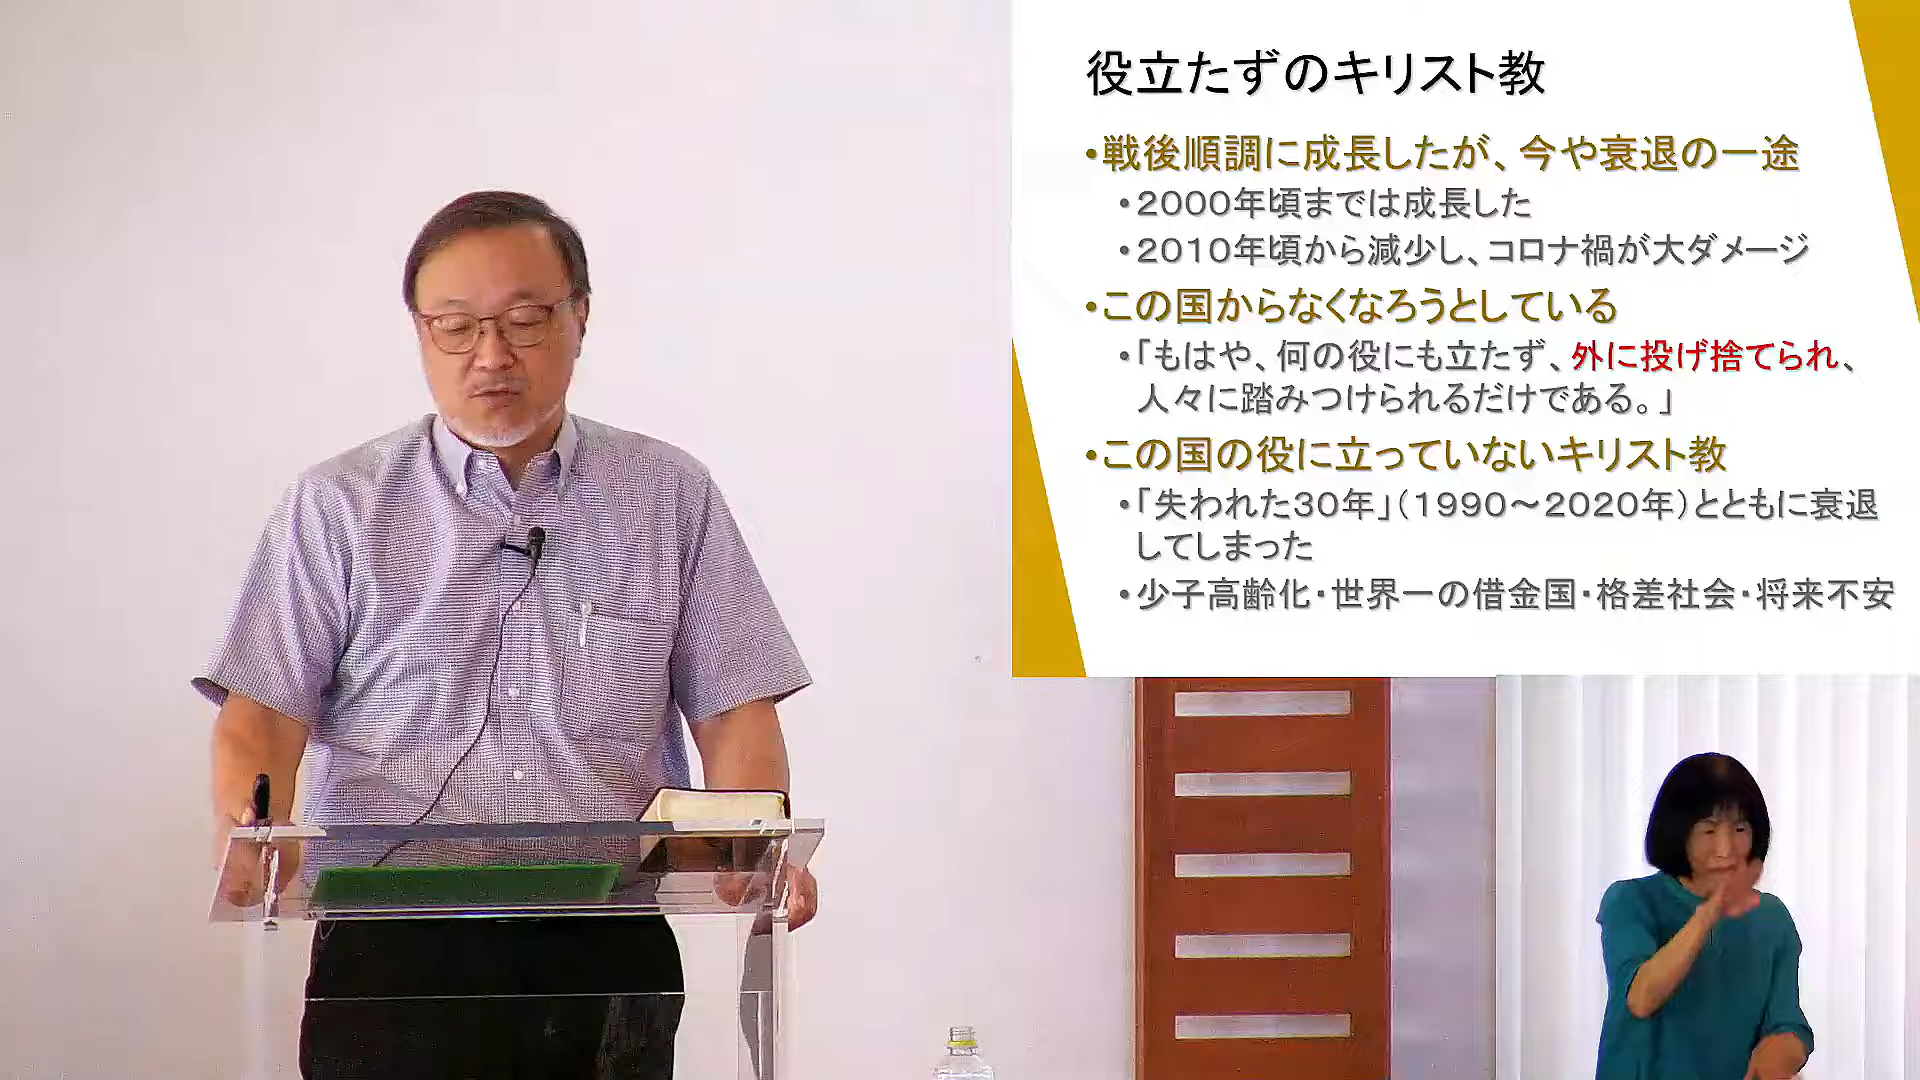 役立たずのキリスト教
•戦後順調に成長したが、今や衰退の一途
•2000年頃までは成長した
•2010年頃から減少し、コロナ禍が大ダメージ
•この国からなくなろうとしている
•「もはや、何の役にも立たず、外に投げ捨てられ、
人々に踏みつけられるだけである。」
•この国の役に立っていないキリスト教
•「失われた30年」（1990～2020年）とともに衰退
してしまった
•少子高齢化・世界一の借金国・格差社会・将来不安